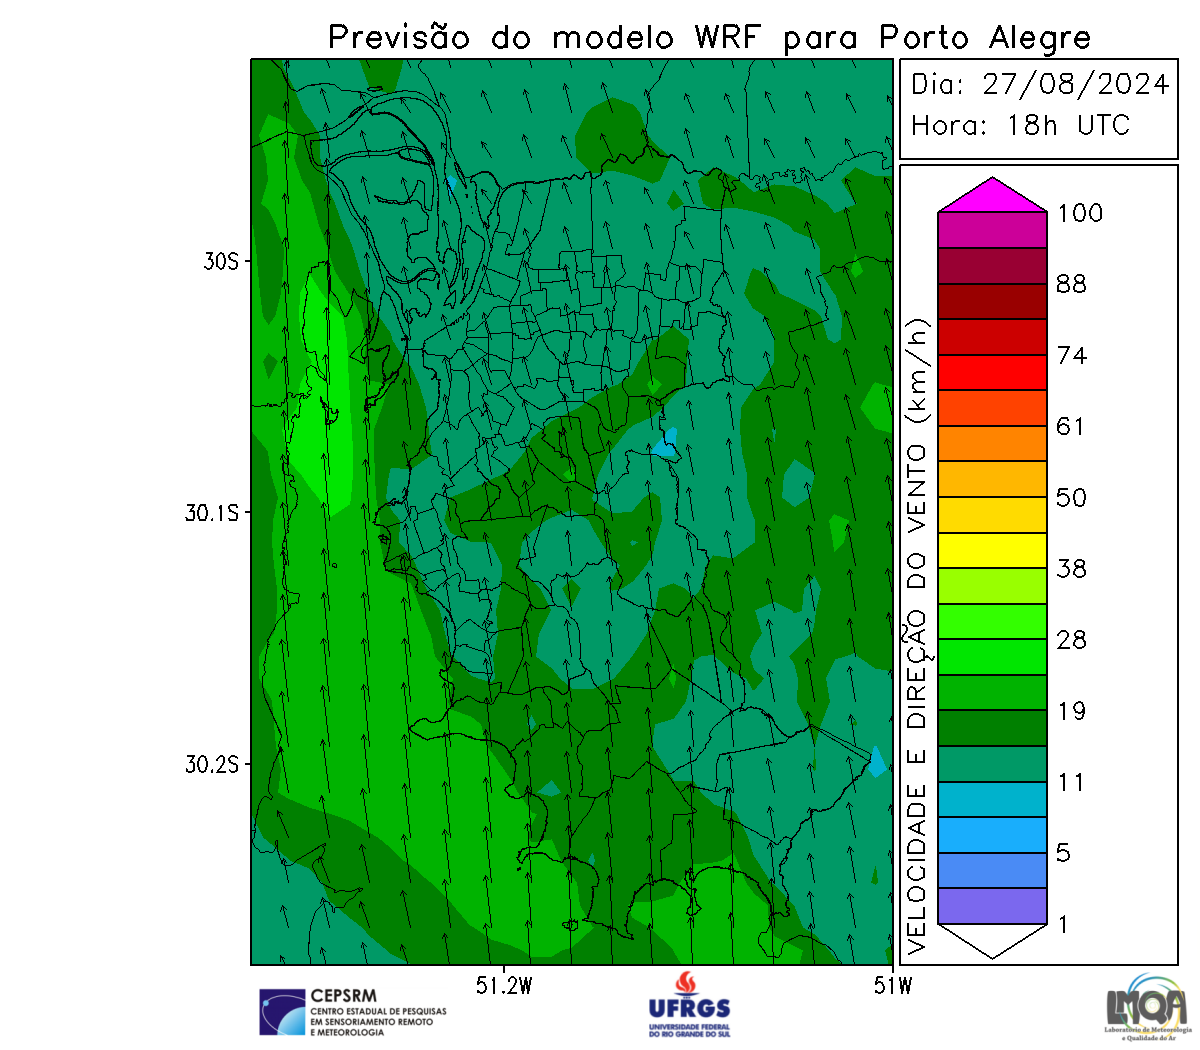 Previsão do modelo WRF para Porto Alegre
Dia: 27/08/2024
Hora: 18h UTC
30S
30.1S
30.2S
51.2W
51W
VELOCIDADE E DIREÇÃO DO VENTO (km/h)
100
88
74
61
50
38
28
19
11
5
1
CEPSRM
CENTRO ESTADUAL DE PESQUISAS
EM SENSORIAMENTO REMOTO
E METEOROLOGIA
UFRGS
UNIVERSIDADE FEDERAL
DO RIO GRANDE DO SUL
LMQA
Laboratório de Meteorologia
e Qualidade do Ar